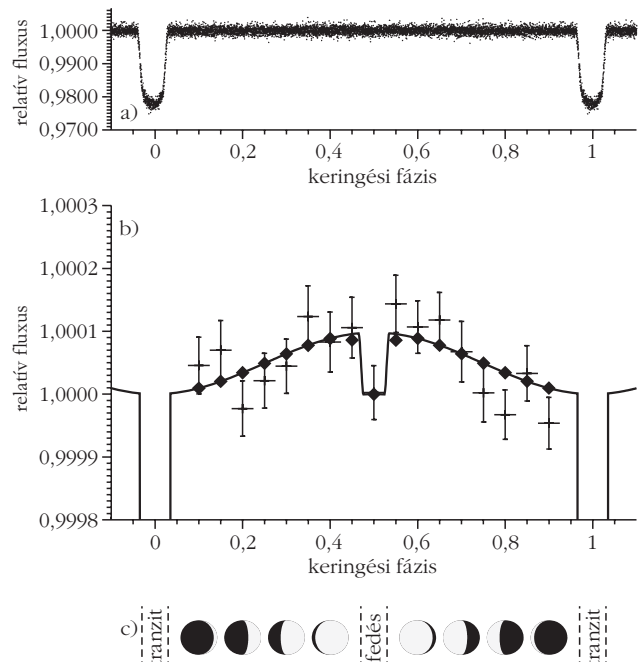 relatív fluxus
1,0000
0,9900
0,9800
0,9700
a)
0
0,2
0,4
0,6
0,8
1
keringési fázis
1,0003
b)
1,0002
1,0001
1,0000
0,9999
0,9998
relatív fluxus
0
0,2
0,4
0,6
0,8
1
keringési fázis
c)
tranzit
fedés
tranzit